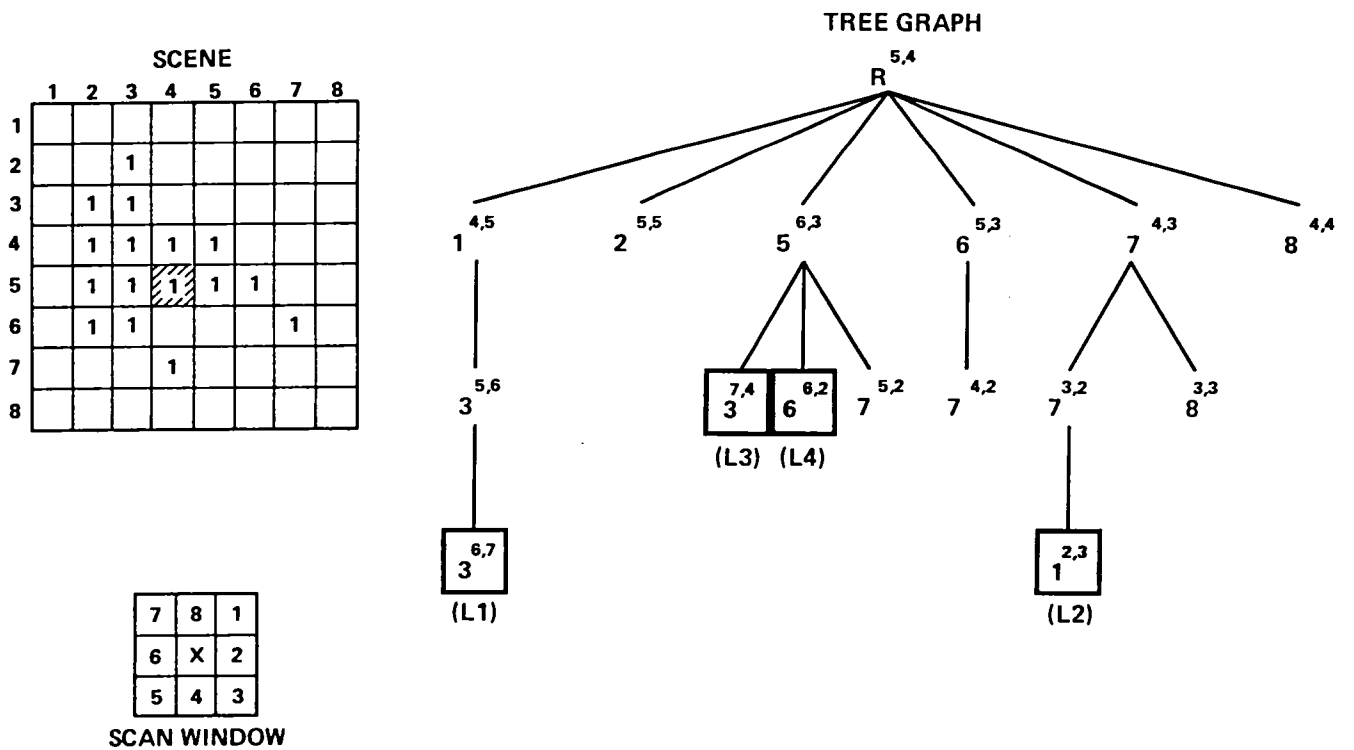 TREE GRAPH
R 5,4
SCENE
1 2 3 4 5 6 7 8
1
2 1
3 1 1
4 1 1 1 1
5 1 1 1 1 1
6 1 1 1
7 1
8
1 4,5 2 5,5 5 6,3 6 5,3 7 4,3 8 4,4
3 5,6 3 7,4 6 6,2 7 5,2 7 4,2 7 3,2 8 3,3
(L3) (L4)
3 6,7 1 2,3
(L1) (L2)
7 8 1
6 X 2
5 4 3
SCAN WINDOW